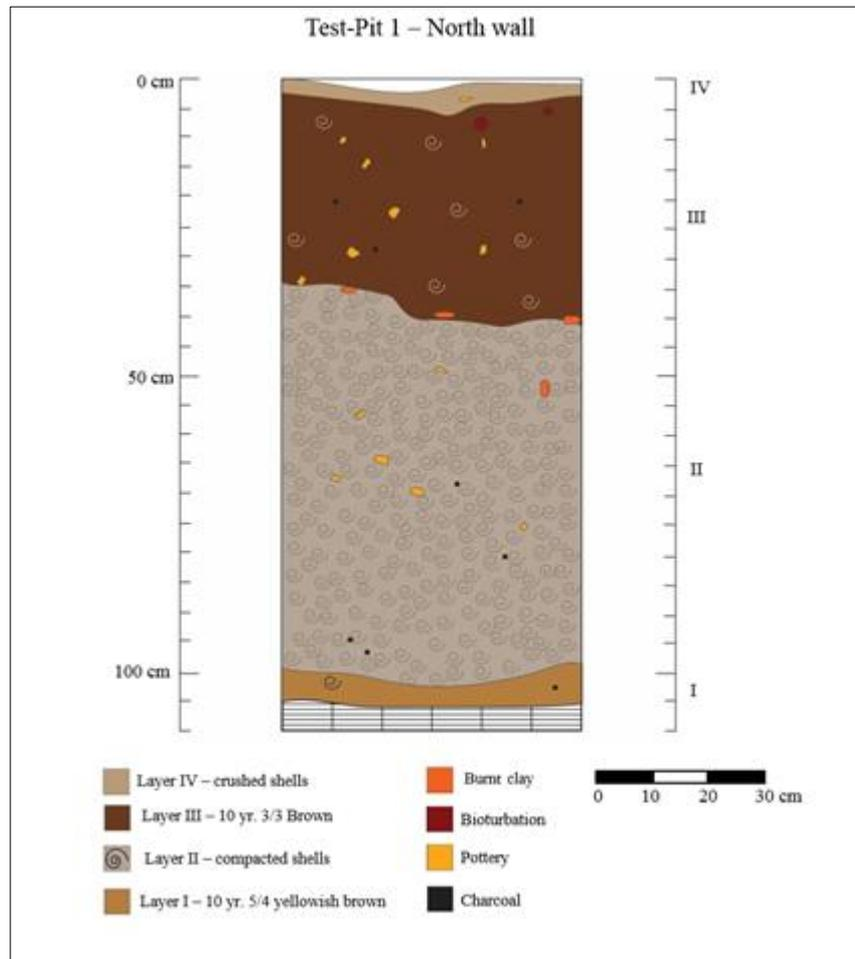 Test-Pit 1 – North wall
0 cm
IV
III
50 cm
II
100 cm
I
Layer IV – crushed shells
Layer III – 10 yr. 3/3 Brown
Layer II – compacted shells
Layer I – 10 yr. 5/4 yellowish brown
Burnt clay
Bioturbation
Pottery
Charcoal
0 10 20 30 cm